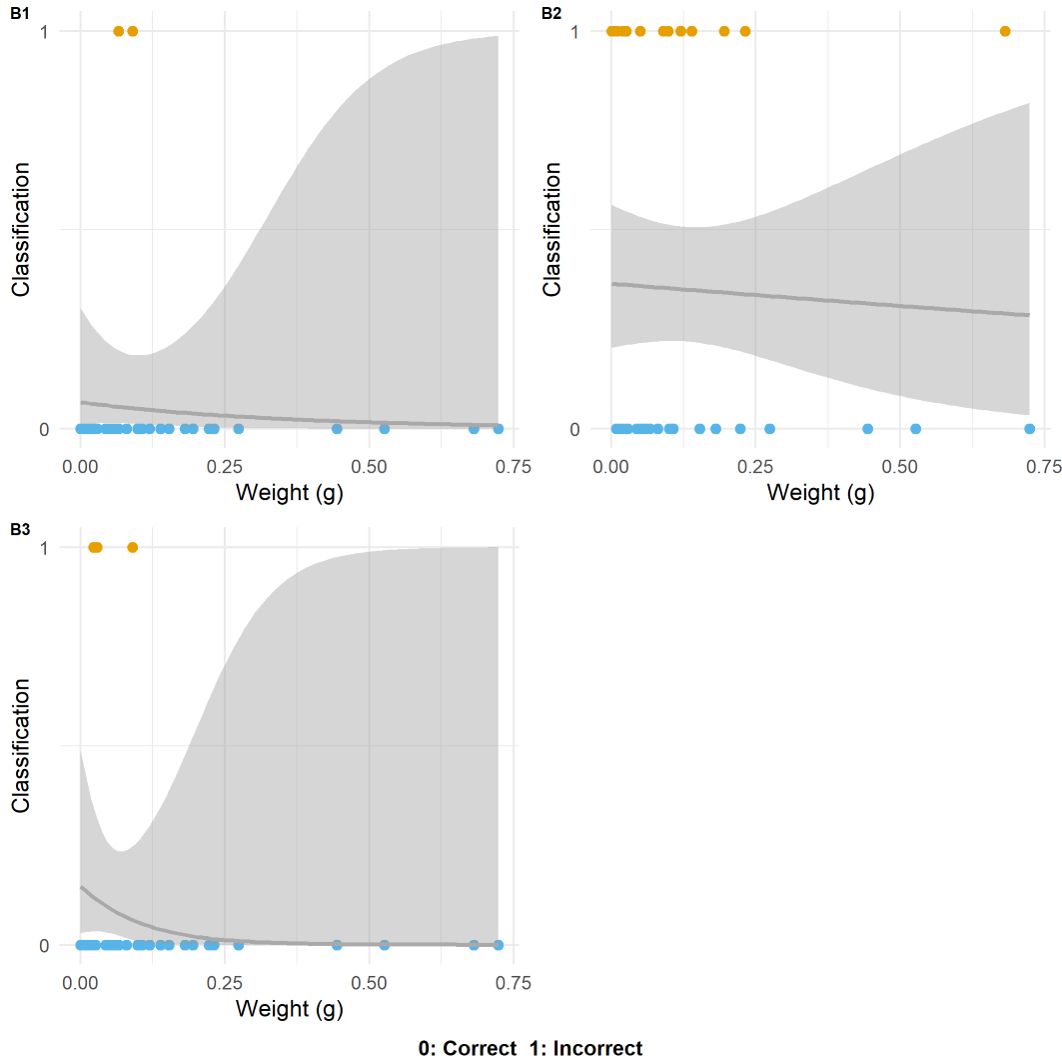 B1
B2
1
Classification
0
0.00 0.25 0.50 0.75
Weight (g)
1
Classification
0
0.00 0.25 0.50 0.75
Weight (g)
B3
1
Classification
0
0.00 0.25 0.50 0.75
Weight (g)
0: Correct 1: Incorrect